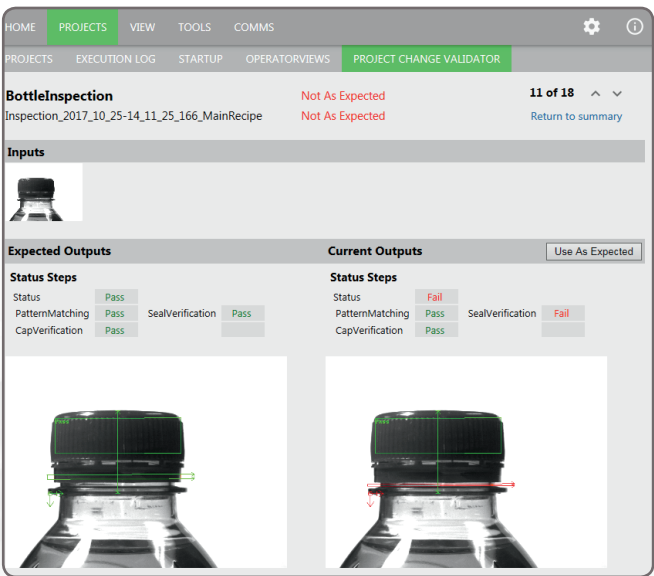 HOME PROJECTS VIEW TOOLS COMMS
PROJECTS EXECUTION LOG STARTUP OPERATORVIEWS PROJECT CHANGE VALIDATOR
BottleInspection Not As Expected 11 of 18
Inspection_2017_10_25-14_11_25_166_MainRecipe Not As Expected Return to summary
Inputs
Expected Outputs Current Outputs Use As Expected
Status Steps Status Steps
Status Pass Status Fail
PatternMatching Pass SealVerification Pass PatternMatching Pass SealVerification Fail
CapVerification Pass CapVerification Pass
Pass Pass